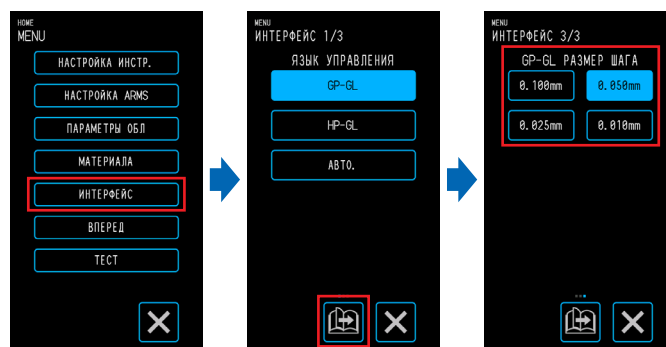 HOME
MENU
НАСТРОЙКА ИНСТР.
НАСТРОЙКА ARMS
ПАРАМЕТРЫ ОБЛ
МАТЕРИАЛА
ИНТЕРФЕЙС
ВПЕРЕД
ТЕСТ
MENU
ИНТЕРФЕЙС 1/3
ЯЗЫК УПРАВЛЕНИЯ
GP-GL
HP-GL
АВТО.
MENU
ИНТЕРФЕЙС 3/3
GP-GL РАЗМЕР ШАГА
0.100mm 0.050mm
0.025mm 0.010mm